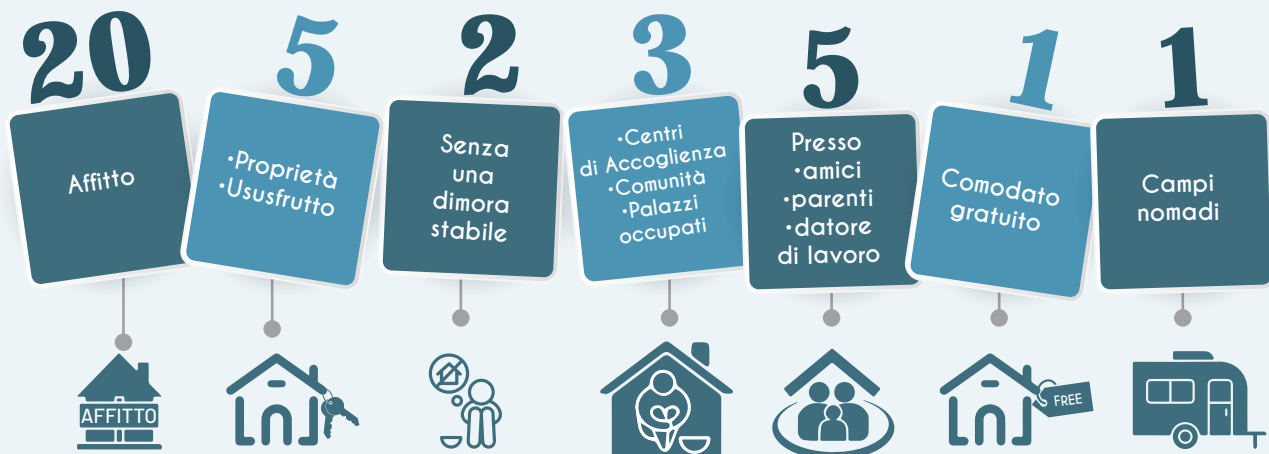 20
5
2
3
5
1
1
Affitto
•Proprietà
•Ususfrutto
Senza
una
dimora
stabile
•Centri
di Accoglienza
•Comunità
•Palazzi
occupati
Presso
•amici
•parenti
•datore
di lavoro
Comodato
gratuito
Campi
nomadi
AFFITTO
FREE